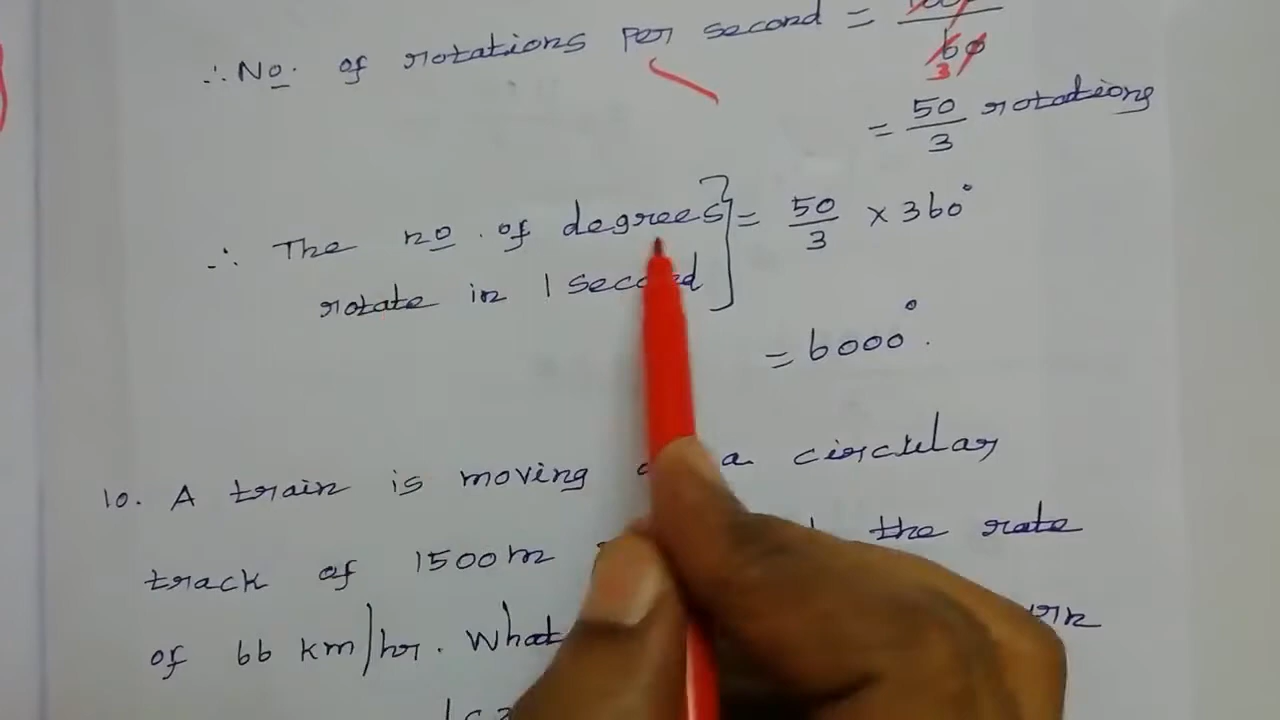 ∴ No. of rotations per second = /60
3
= 50/3 rotations
∴ The no. of degrees rotate in 1 second] = 50/3 × 360°
= 6000°.
10. A train is moving a circular
track of 1500m the rate
of 66 km/hr. What